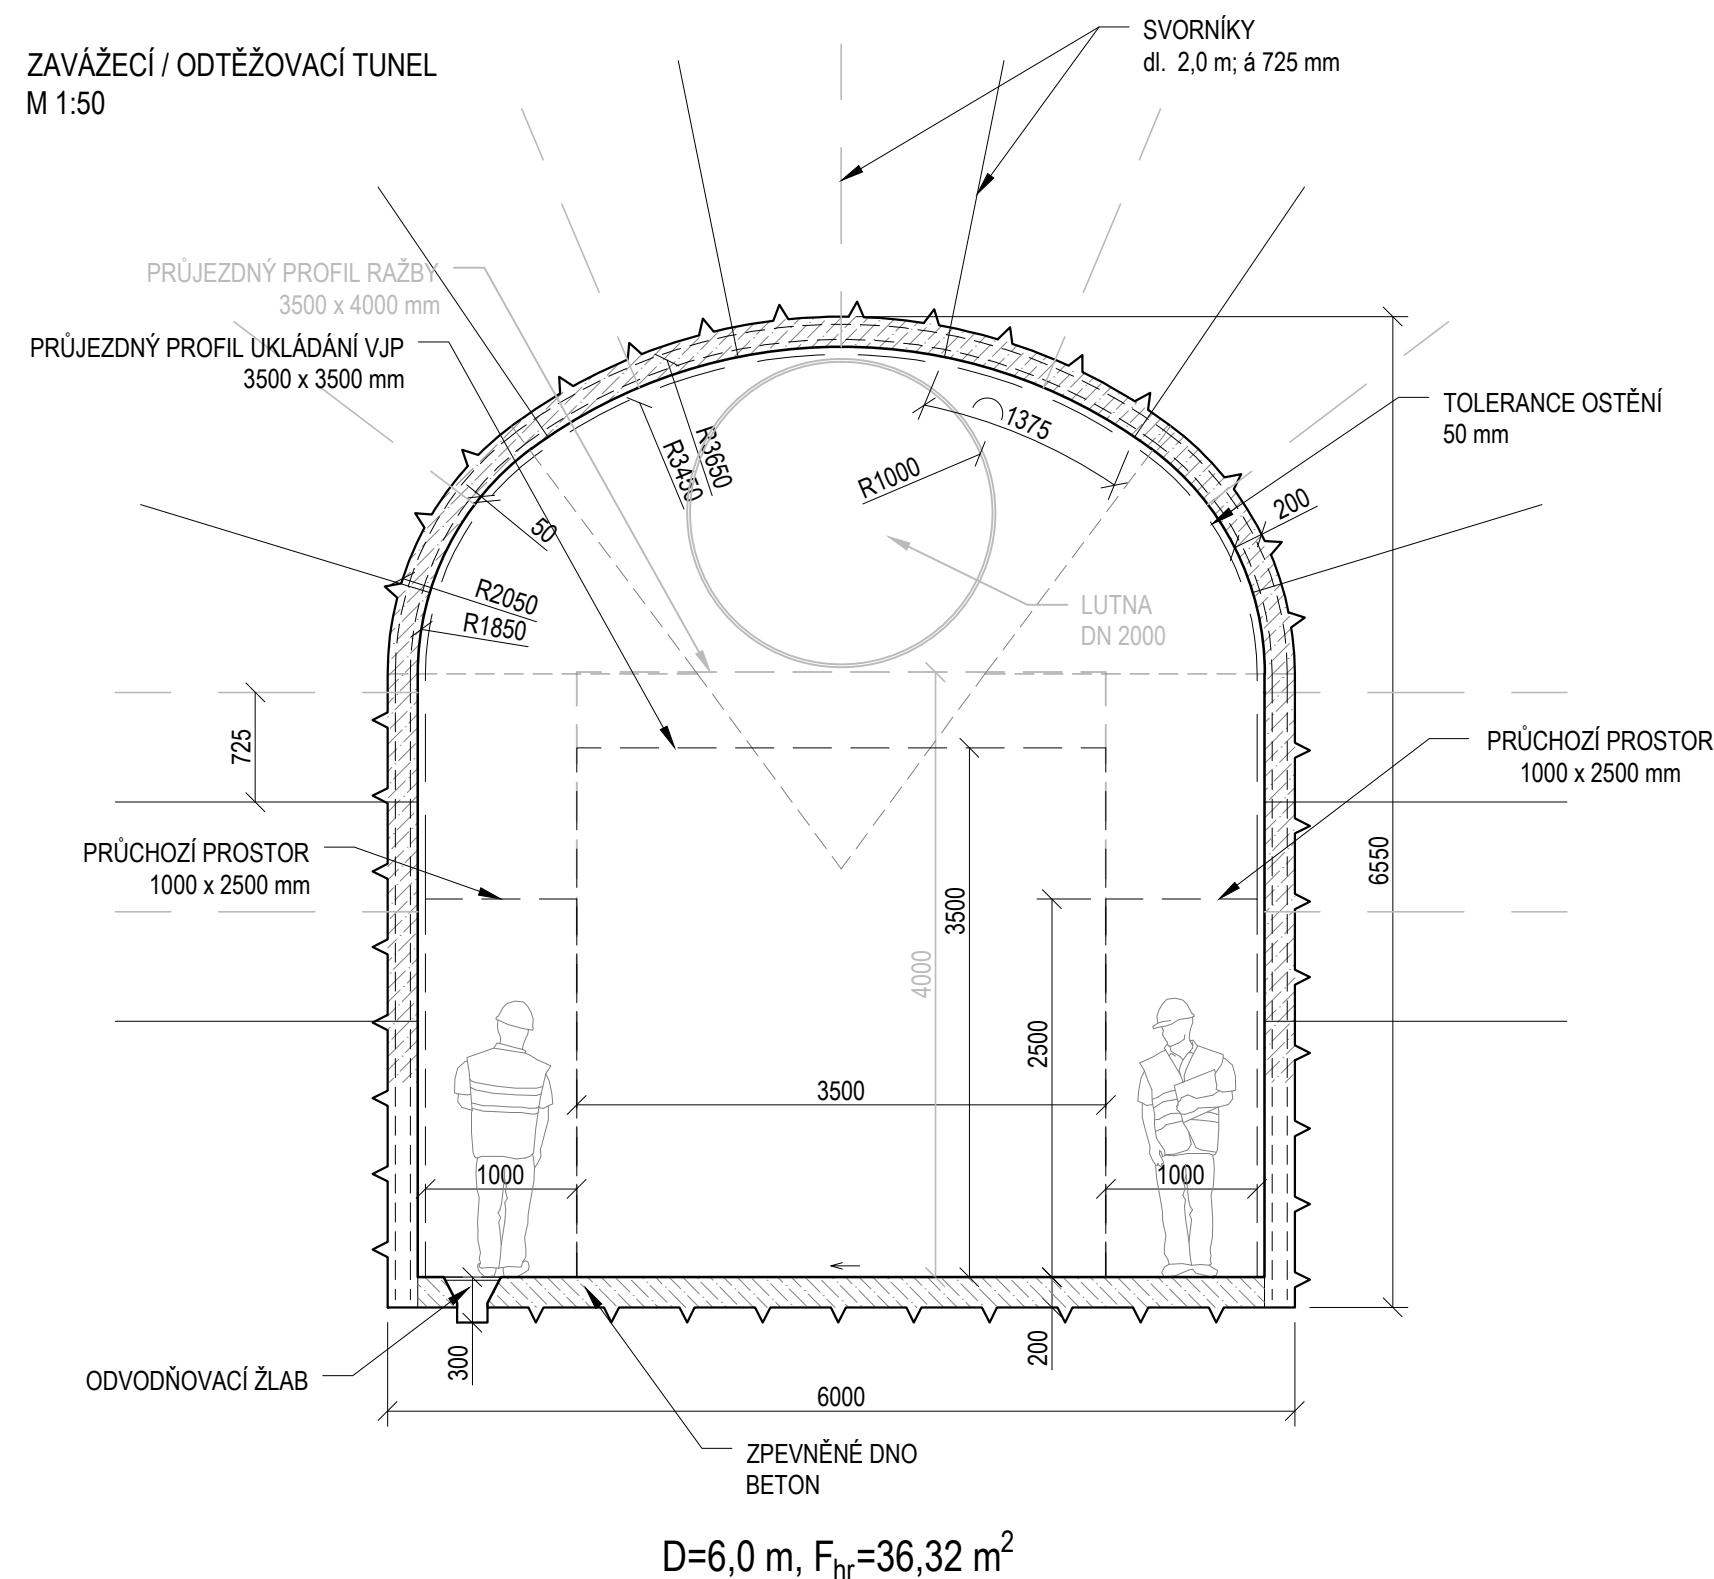 ZAVÁŽECÍ / ODTĚŽOVACÍ TUNEL
M 1:50
SVORNÍKY
dl. 2,0 m; á 725 mm
PRŮJEZDNÝ PROFIL RAŽBY
3500 x 4000 mm
PRŮJEZDNÝ PROFIL UKLÁDÁNÍ VJP
3500 x 3500 mm
TOLERANCE OSTĚNÍ
50 mm
R3650
R3450
1375
R1000
50
200
R2050
R1850
LUTNA
DN 2000
725
PRŮCHOZÍ PROSTOR
1000 x 2500 mm
PRŮCHOZÍ PROSTOR
1000 x 2500 mm
6550
3500
4000
2500
3500
1000
1000
300
200
ODVODŇOVACÍ ŽLAB
6000
ZPEVNĚNÉ DNO
BETON
D=6,0 m, Fhr=36,32 m²